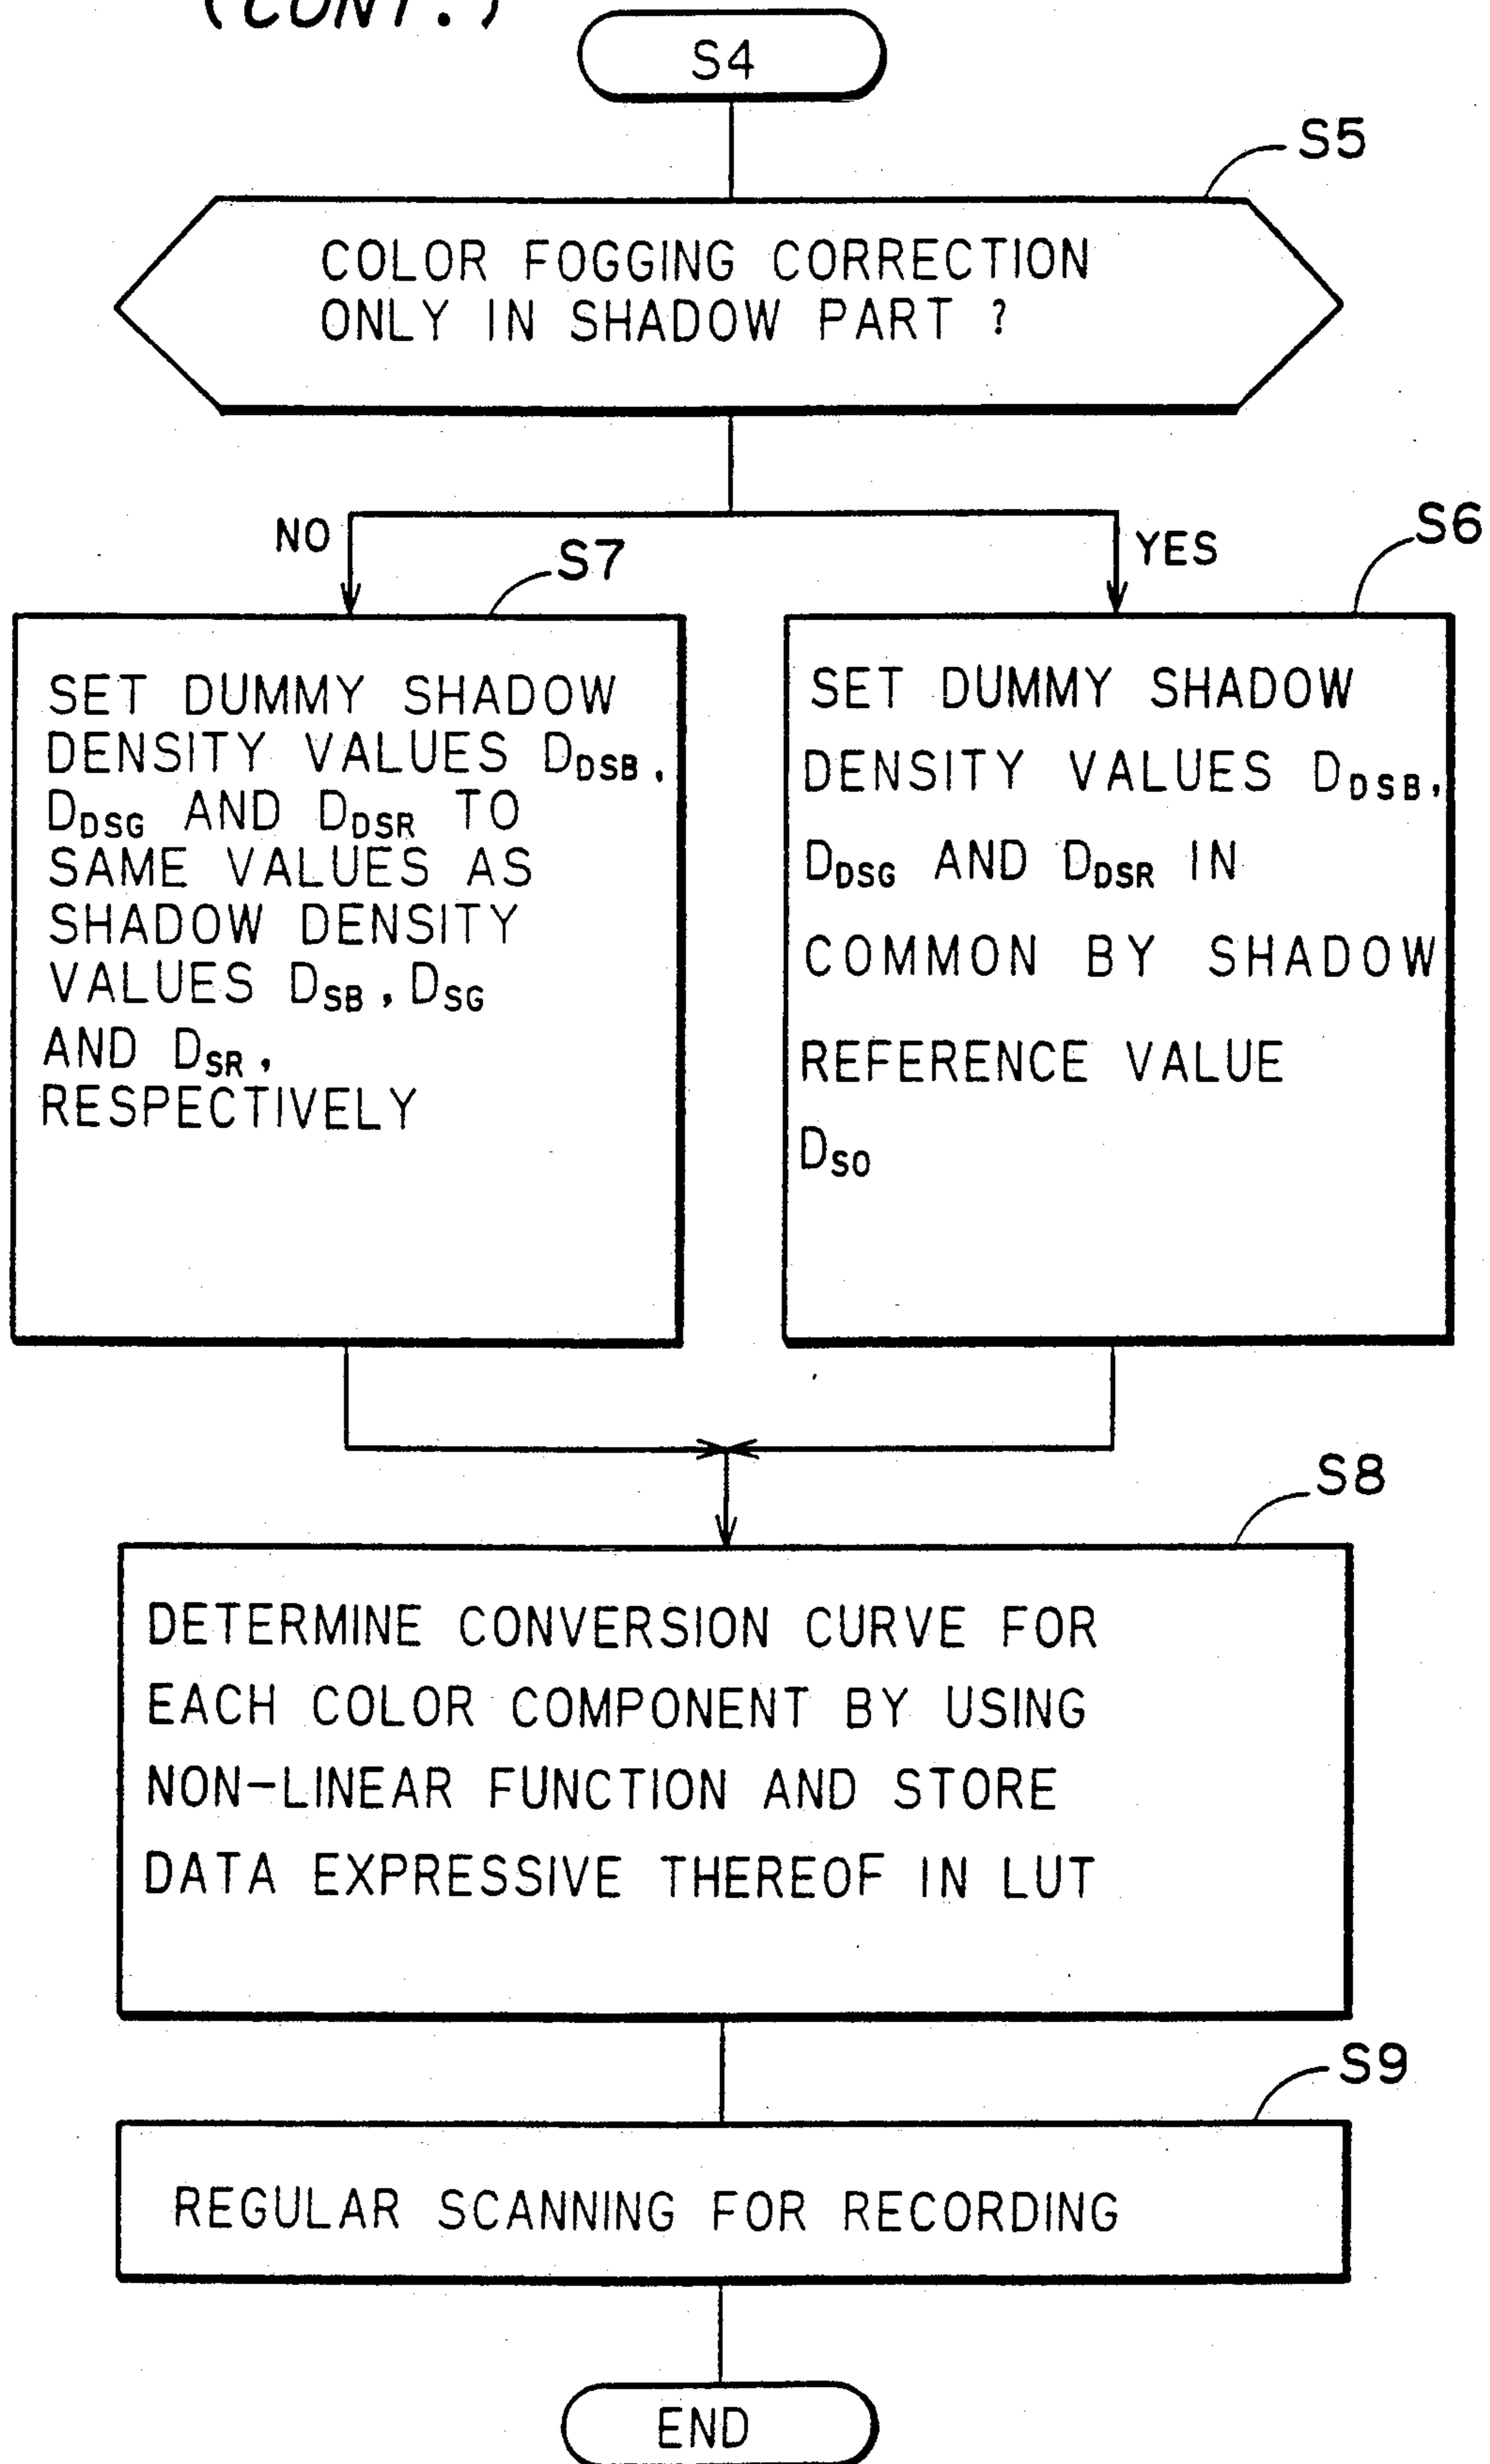 (CONT.)
S4
S5
COLOR FOGGING CORRECTION
ONLY IN SHADOW PART ?
NO
YES
S7
S6
SET DUMMY SHADOW
DENSITY VALUES DDSB,
DDSG AND DDSR TO
SAME VALUES AS
SHADOW DENSITY
VALUES DSB, DSG
AND DSR,
RESPECTIVELY
SET DUMMY SHADOW
DENSITY VALUES DDSB,
DDSG AND DDSR IN
COMMON BY SHADOW
REFERENCE VALUE
DSO
S8
DETERMINE CONVERSION CURVE FOR
EACH COLOR COMPONENT BY USING
NON-LINEAR FUNCTION AND STORE
DATA EXPRESSIVE THEREOF IN LUT
S9
REGULAR SCANNING FOR RECORDING
END